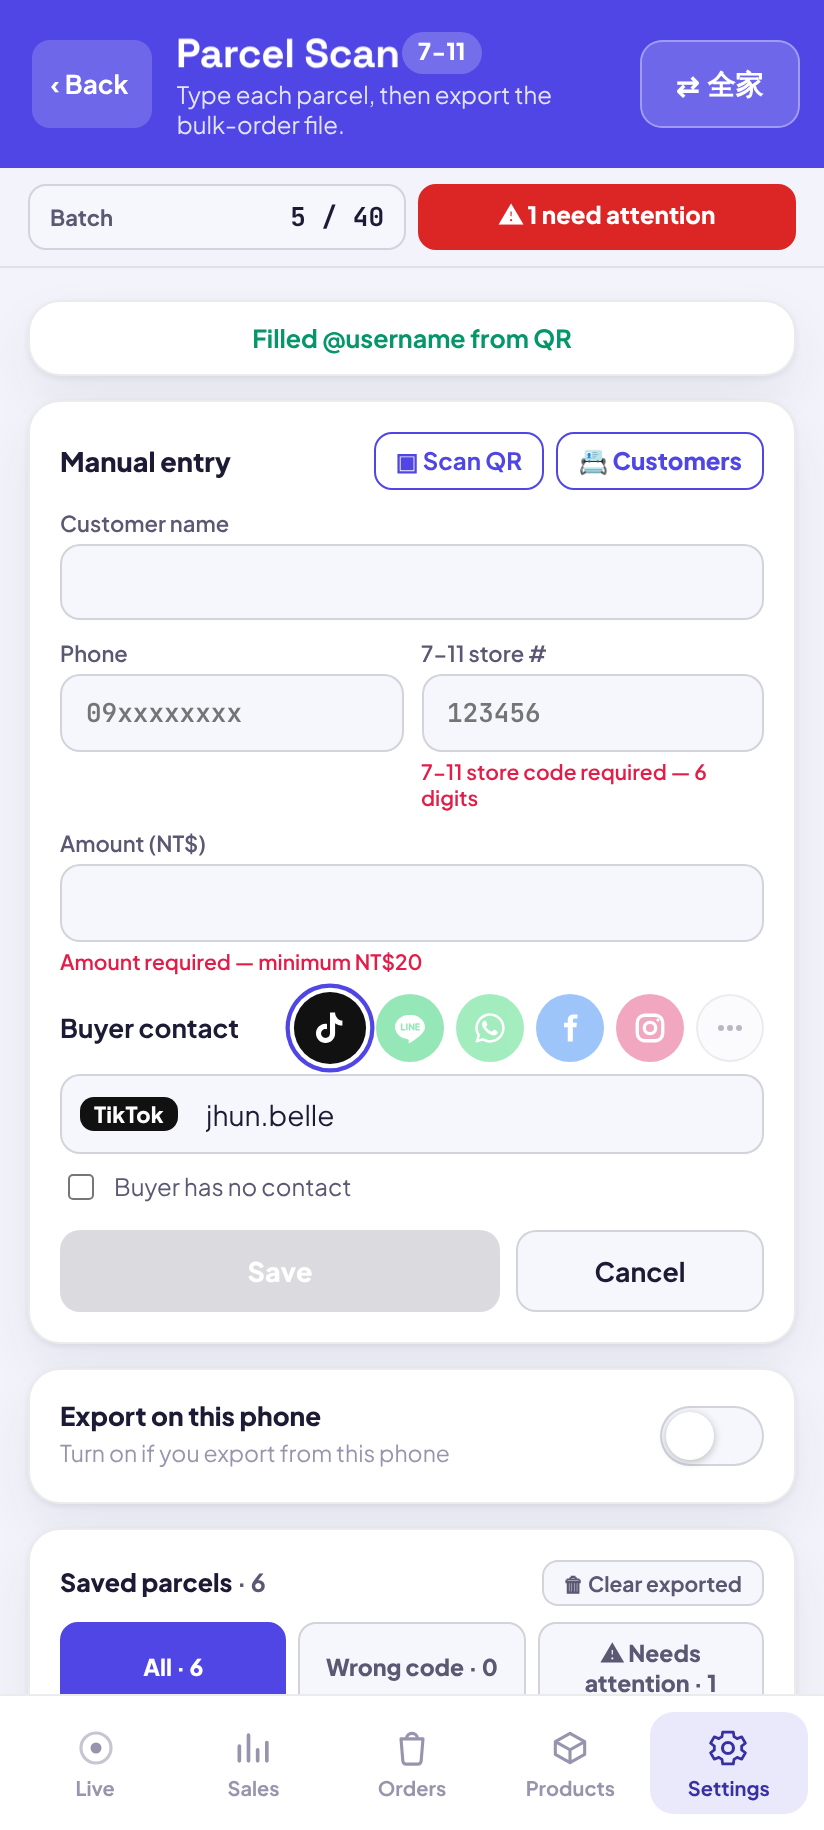 ‹ Back
Parcel Scan 7-11
Type each parcel, then export the
bulk-order file.
⇄ 全家
Batch 5 / 40
⚠ 1 need attention
Filled @username from QR
Manual entry
▣ Scan QR
📇 Customers
Customer name
Phone
7-11 store #
09xxxxxxxx
123456
7-11 store code required — 6
digits
Amount (NT$)
Amount required — minimum NT$20
Buyer contact
LINE
TikTok jhun.belle
Buyer has no contact
Save
Cancel
Export on this phone
Turn on if you export from this phone
Saved parcels · 6
🗑 Clear exported
All · 6
Wrong code · 0
⚠ Needs
attention · 1
Live
Sales
Orders
Products
Settings